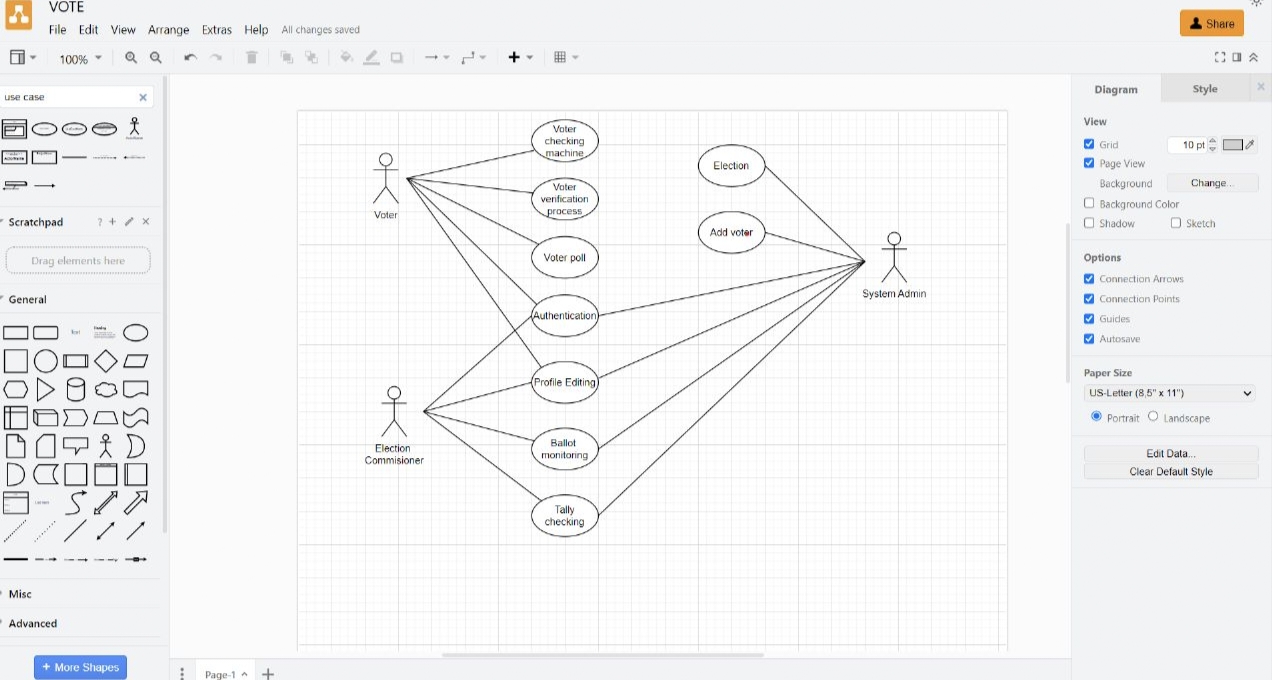 VOTE
File Edit View Arrange Extras Help All changes saved
Share
100%
use case
Scratchpad ? + ×
Drag elements here
General
Text
Misc
Advanced
+ More Shapes
Voter
checking
machine
Voter
verification
process
Voter poll
Authentication
Profile Editing
Ballot
monitoring
Tally
checking
Voter
Election
Commisioner
Election
Add voter
System Admin
Page-1
Diagram Style
View
Grid 10 pt
Page View
Background Change...
Background Color
Shadow Sketch
Options
Connection Arrows
Connection Points
Guides
Autosave
Paper Size
US-Letter (8,5" x 11")
Portrait Landscape
Edit Data...
Clear Default Style